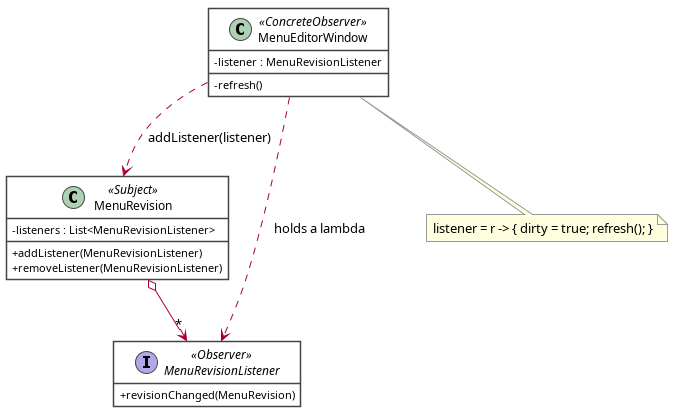 C
«ConcreteObserver»
MenuEditorWindow
-listener : MenuRevisionListener
-refresh()
addListener(listener)
C
«Subject»
MenuRevision
-listeners : List<MenuRevisionListener>
+addListener(MenuRevisionListener)
+removeListener(MenuRevisionListener)
holds a lambda
listener = r -> { dirty = true; refresh(); }
*
I
«Observer»
MenuRevisionListener
+revisionChanged(MenuRevision)